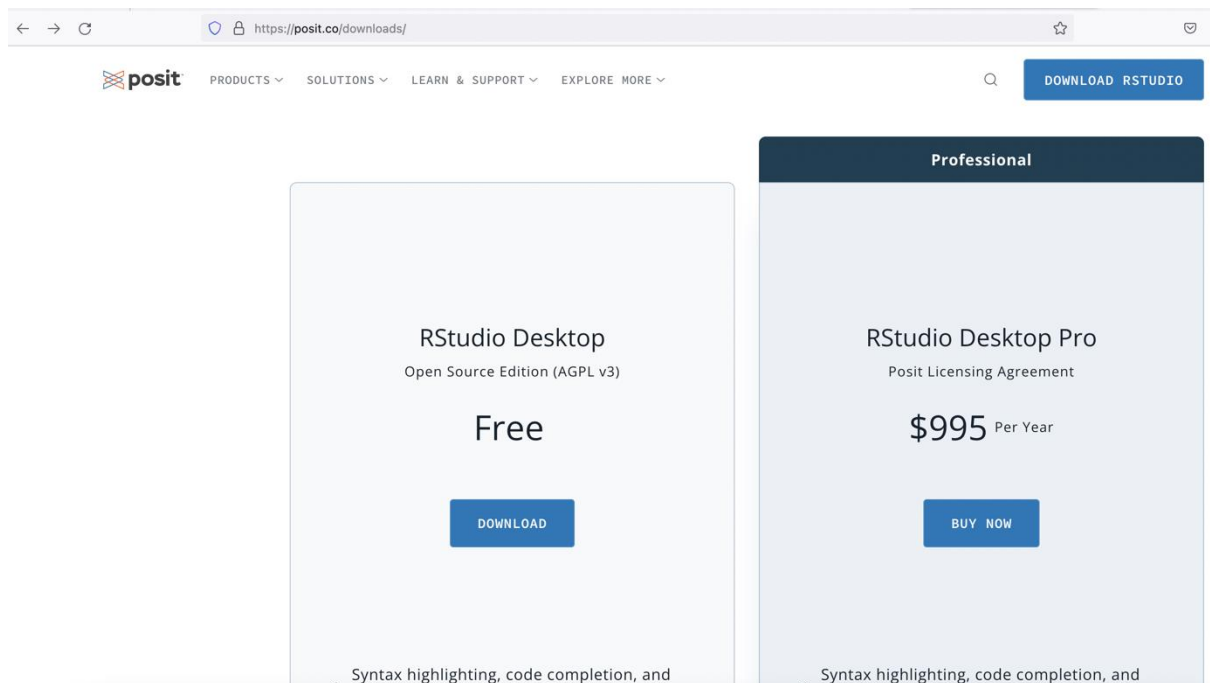 https://posit.co/downloads/
posit PRODUCTS SOLUTIONS LEARN & SUPPORT EXPLORE MORE DOWNLOAD RSTUDIO
Professional
RStudio Desktop
Open Source Edition (AGPL v3)
Free
DOWNLOAD
Syntax highlighting, code completion, and
RStudio Desktop Pro
Posit Licensing Agreement
$995 Per Year
BUY NOW
Syntax highlighting, code completion, and